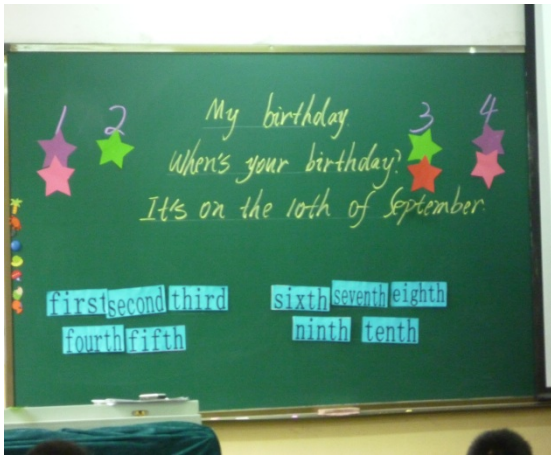 My birthday.
1 2 3 4
When's your birthday?
It's on the 10th of September.
first second third
sixth seventh eighth
fourth fifth
ninth tenth